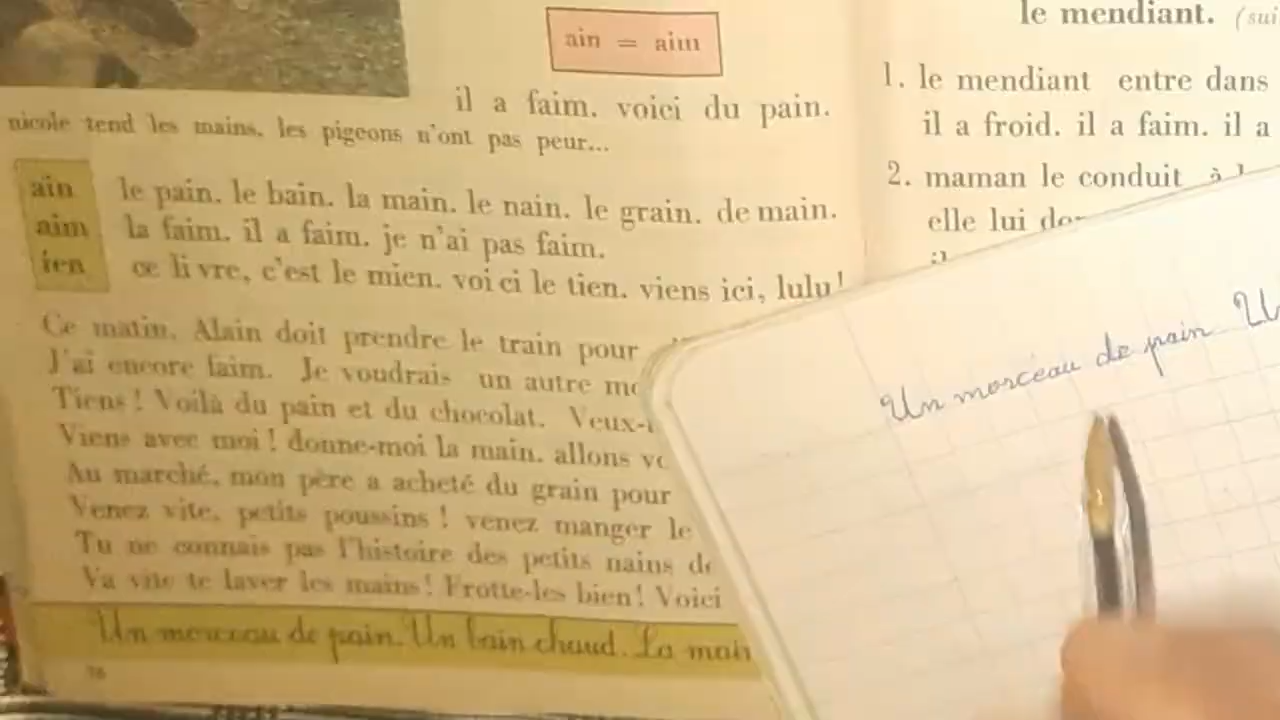 ain = aim
il a faim. voici du pain.
nicole tend les mains. les pigeons n'ont pas peur...
ain le pain. le bain. la main. le nain. le grain. demain.
aim la faim. il a faim. je n'ai pas faim.
ien ce livre, c'est le mien. voici le tien. viens ici, lulu!
Ce matin, Alain doit prendre le train pour
J'ai encore faim. Je voudrais un autre
Tiens! Voilà du pain et du chocolat. Veux-
Viens avec moi! donne-moi la main. allons
Au marché, mon père a acheté du grain pour
Venez vite, petits poussins! venez manger le
Tu ne connais pas l'histoire des petits nains
Va vite te laver les mains! Frotte-les bien! Voici
Un morceau de pain. Un bain chaud. La main
76
le mendiant. (sui
1. le mendiant entre dans
il a froid. il a faim. il a
2. maman le conduit à
elle lui
Un morceau de pain U